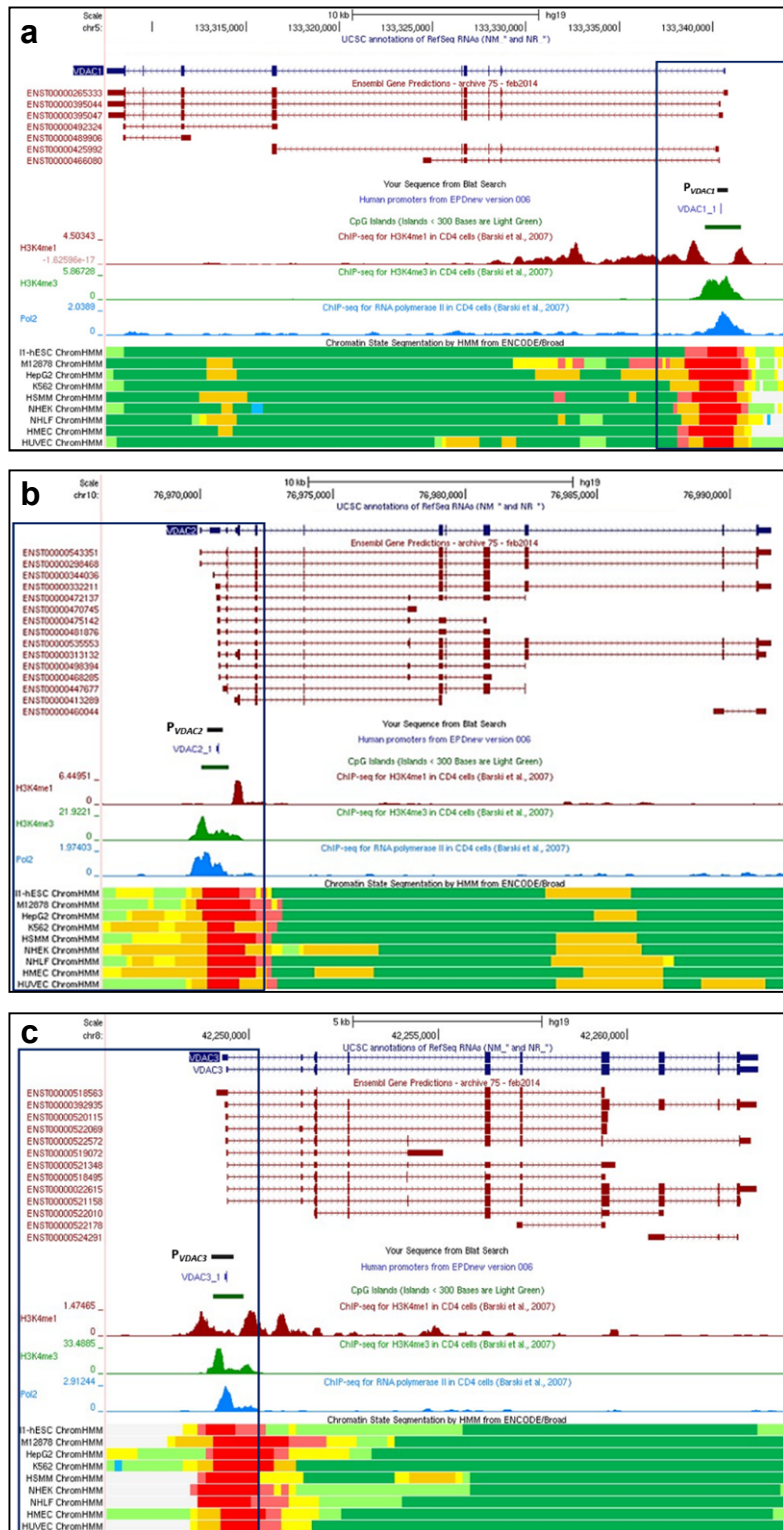 a
Scale 10 kb hg19
chr5: 133,315,000 133,320,000 133,325,000 133,330,000 133,335,000 133,340,000
UCSC annotations of RefSeq RNAs (NM_* and NR_*)
VDAC1
Ensembl Gene Predictions - archive 75 - feb2014
ENST00000265333
ENST00000395044
ENST00000395047
ENST00000492324
ENST00000489906
ENST00000425992
ENST00000466080
Your Sequence from Blat Search
PVDAC1
Human promoters from EPDnew version 006
VDAC1_1
CpG Islands (Islands < 300 Bases are Light Green)
4.50343 ChIP-seq for H3K4me1 in CD4 cells (Barski et al., 2007)
H3K4me1
-1.62596e-17
5.86728 ChIP-seq for H3K4me3 in CD4 cells (Barski et al., 2007)
H3K4me3
0
2.0389 ChIP-seq for RNA polymerase II in CD4 cells (Barski et al., 2007)
Pol2
0
Chromatin State Segmentation by HMM from ENCODE/Broad
I1-hESC ChromHMM
M12878 ChromHMM
HepG2 ChromHMM
K562 ChromHMM
HSMM ChromHMM
NHEK ChromHMM
NHLF ChromHMM
HMEC ChromHMM
HUVEC ChromHMM
b
Scale 10 kb hg19
chr10: 76,970,000 76,975,000 76,980,000 76,985,000 76,990,000
UCSC annotations of RefSeq RNAs (NM_* and NR_*)
VDAC2
Ensembl Gene Predictions - archive 75 - feb2014
ENST00000543351
ENST00000298468
ENST00000344036
ENST00000332211
ENST00000472137
ENST00000470745
ENST00000475142
ENST00000481876
ENST00000535553
ENST00000313132
ENST00000498394
ENST00000468285
ENST00000447677
ENST00000413289
ENST00000460044
Your Sequence from Blat Search
PVDAC2
Human promoters from EPDnew version 006
VDAC2_1
CpG Islands (Islands < 300 Bases are Light Green)
6.44951 ChIP-seq for H3K4me1 in CD4 cells (Barski et al., 2007)
H3K4me1
0
21.9221 ChIP-seq for H3K4me3 in CD4 cells (Barski et al., 2007)
H3K4me3
0
1.97403 ChIP-seq for RNA polymerase II in CD4 cells (Barski et al., 2007)
Pol2
0
Chromatin State Segmentation by HMM from ENCODE/Broad
I1-hESC ChromHMM
M12878 ChromHMM
HepG2 ChromHMM
K562 ChromHMM
HSMM ChromHMM
NHEK ChromHMM
NHLF ChromHMM
HMEC ChromHMM
HUVEC ChromHMM
c
Scale 5 kb hg19
chr8: 42,250,000 42,255,000 42,260,000
UCSC annotations of RefSeq RNAs (NM_* and NR_*)
VDAC3
VDAC3
Ensembl Gene Predictions - archive 75 - feb2014
ENST00000518563
ENST00000392935
ENST00000520115
ENST00000522069
ENST00000522572
ENST00000519072
ENST00000521348
ENST00000518495
ENST00000022615
ENST00000521158
ENST00000522010
ENST00000522178
ENST00000524291
Your Sequence from Blat Search
PVDAC3
Human promoters from EPDnew version 006
VDAC3_1
CpG Islands (Islands < 300 Bases are Light Green)
1.47465 ChIP-seq for H3K4me1 in CD4 cells (Barski et al., 2007)
H3K4me1
0
33.4885 ChIP-seq for H3K4me3 in CD4 cells (Barski et al., 2007)
H3K4me3
0
2.91244 ChIP-seq for RNA polymerase II in CD4 cells (Barski et al., 2007)
Pol2
0
Chromatin State Segmentation by HMM from ENCODE/Broad
I1-hESC ChromHMM
M12878 ChromHMM
HepG2 ChromHMM
K562 ChromHMM
HSMM ChromHMM
NHEK ChromHMM
NHLF ChromHMM
HMEC ChromHMM
HUVEC ChromHMM